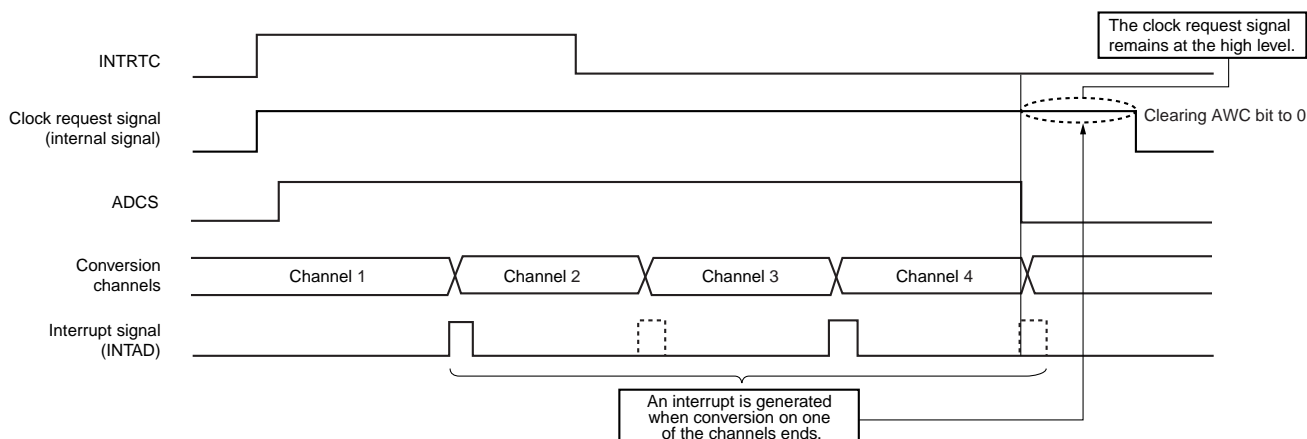 The clock request signal
remains at the high level.
INTRTC
Clock request signal
(internal signal)
Clearing AWC bit to 0
ADCS
Conversion
channels
Channel 1
Channel 2
Channel 3
Channel 4
Interrupt signal
(INTAD)
An interrupt is generated
when conversion on one
of the channels ends.